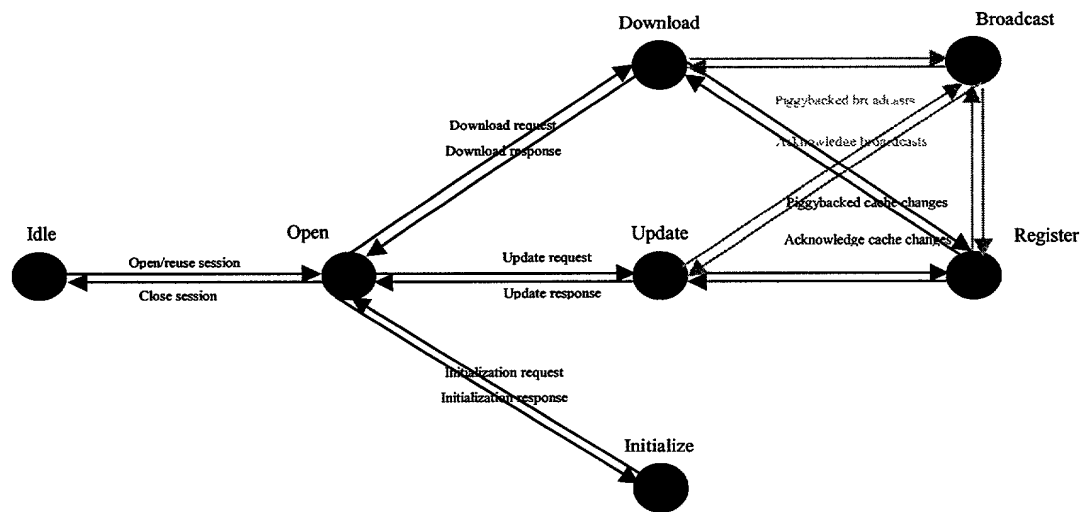 Download
Broadcast
Piggybacked broadcasts
Download request
Acknowledge broadcasts
Download response
Piggybacked cache changes
Idle
Open
Update
Register
Acknowledge cache changes
Open/reuse session
Update request
Close session
Update response
Initialization request
Initialization response
Initialize